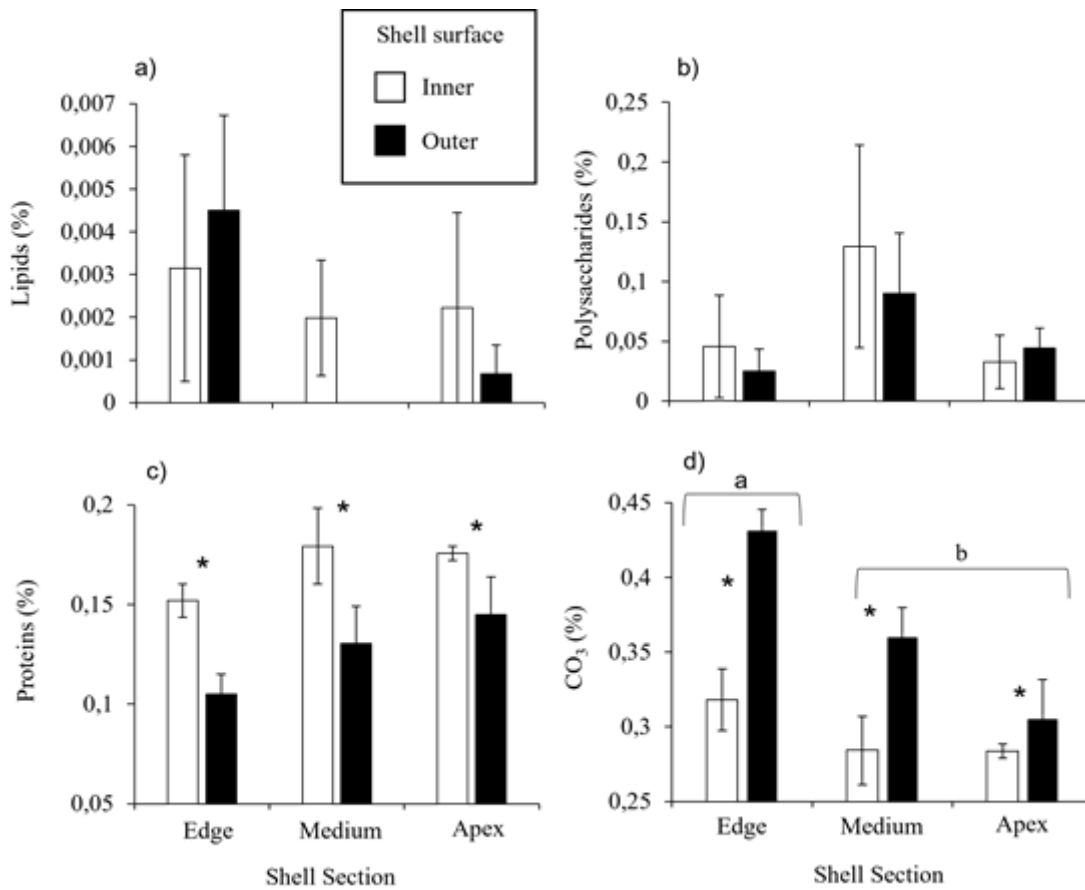 Shell surface
Inner
Outer
a)
0,007
0,006
0,005
0,004
0,003
0,002
0,001
0
Lipids (%)
b)
0,25
0,2
0,15
0,1
0,05
0
Polysaccharides (%)
c)
0,2
0,15
0,1
0,05
Proteins (%)
* * *
Edge Medium Apex
Shell Section
d)
a
b
0,45
0,4
0,35
0,3
0,25
CO₃ (%)
* * *
Edge Medium Apex
Shell Section